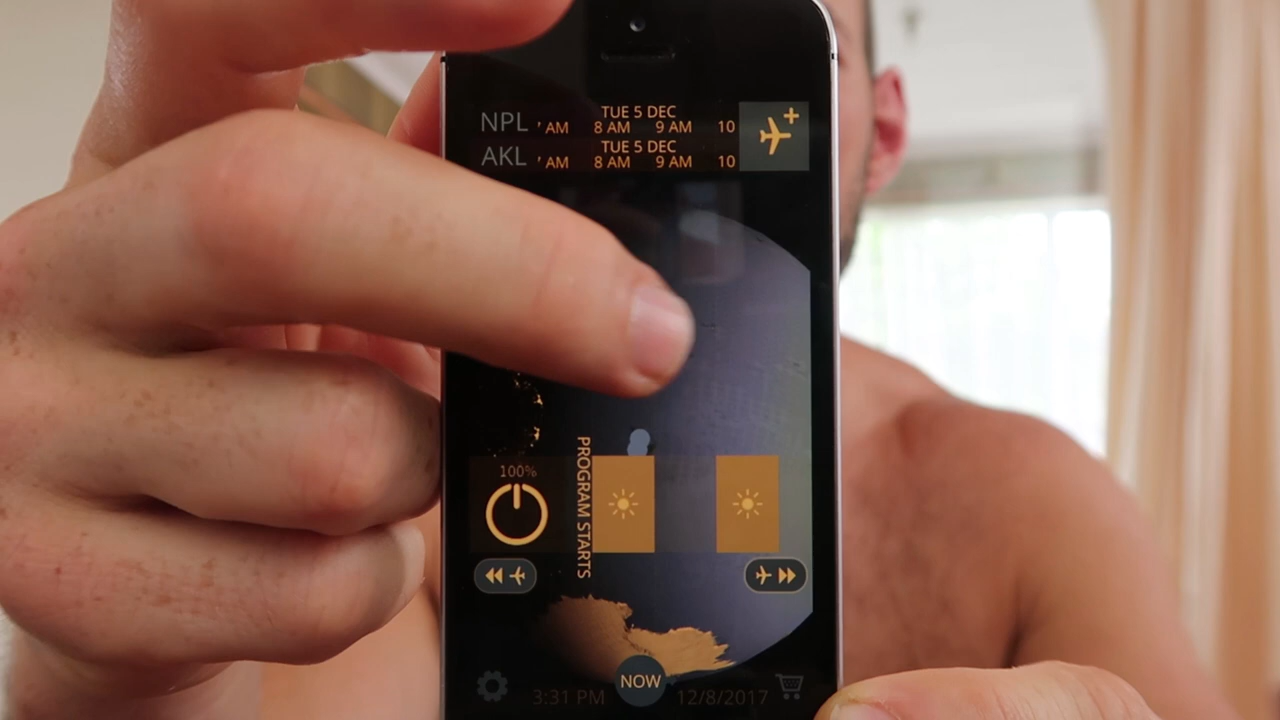 TUE 5 DEC
NPL ' AM 8 AM 9 AM 10
TUE 5 DEC
AKL ' AM 8 AM 9 AM 10
100%
PROGRAM STARTS
NOW
3:31 PM 12/8/2017